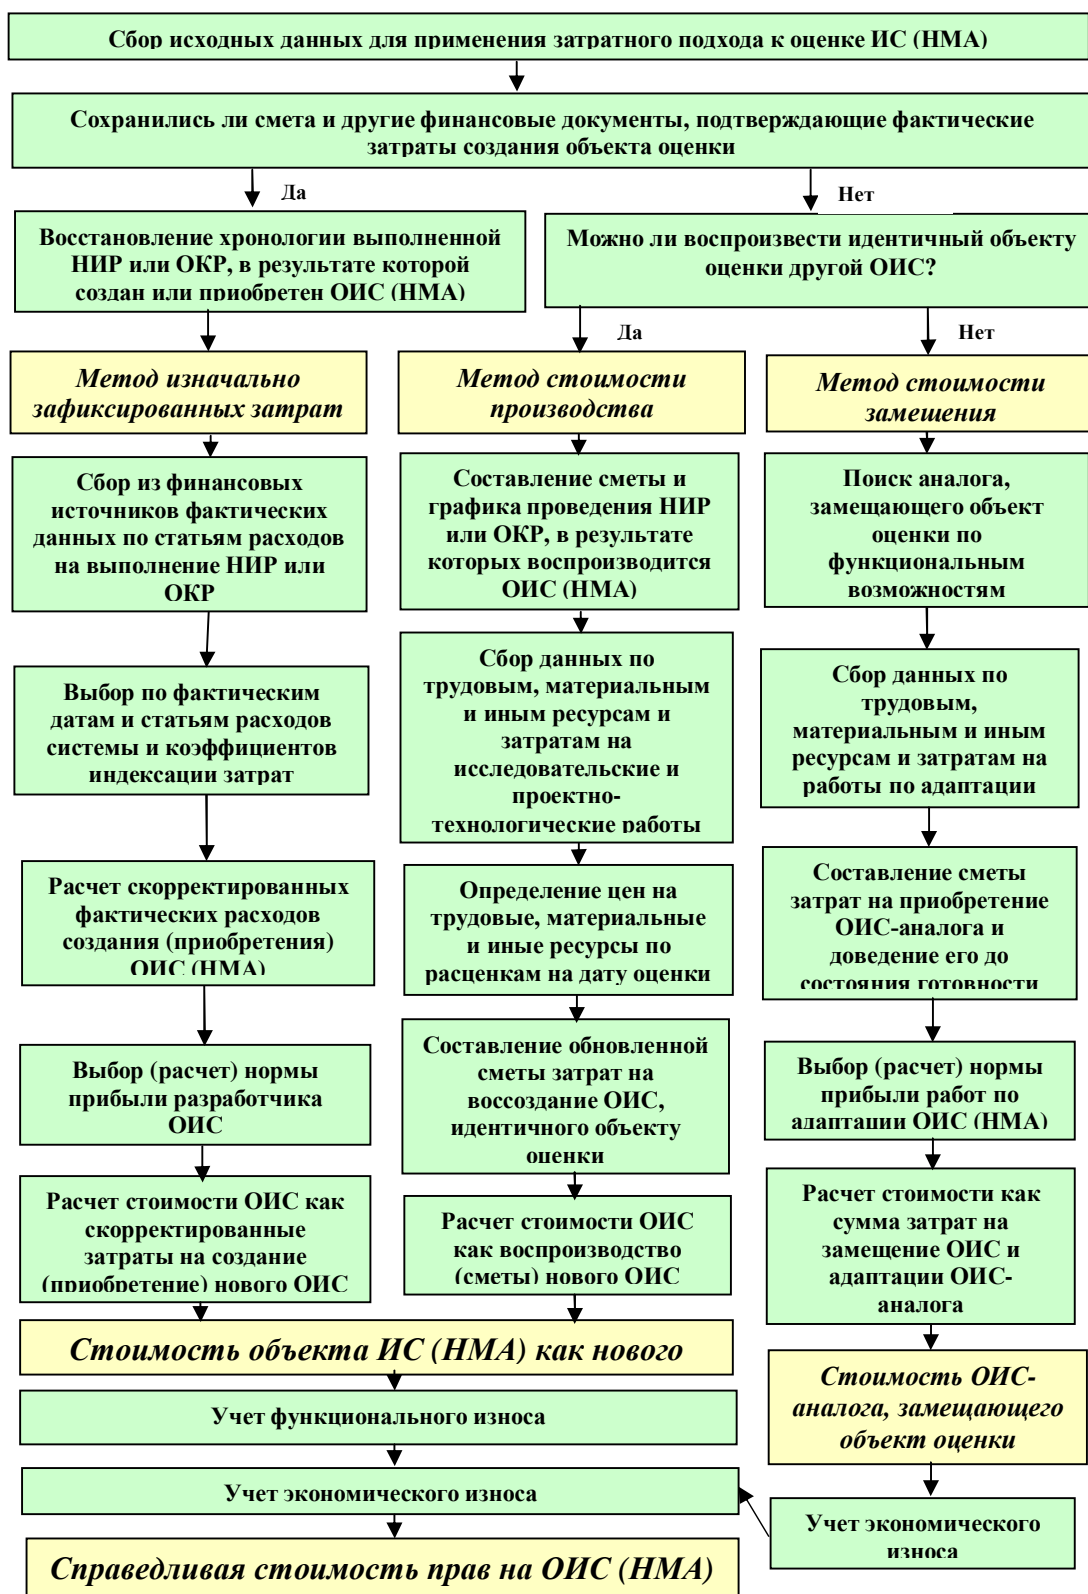 Сбор исходных данных для применения затратного подхода к оценке ИС (НМА)
Сохранились ли смета и другие финансовые документы, подтверждающие фактические
затраты создания объекта оценки
Да
Нет
Восстановление хронологии выполненной
НИР или ОКР, в результате которой
создан или приобретен ОИС (НМА)
Можно ли воспроизвести идентичный объекту
оценки другой ОИС?
Да
Нет
Метод изначально
зафиксированных затрат
Сбор из финансовых
источников фактических
данных по статьям расходов
на выполнение НИР или
ОКР
Выбор по фактическим
датам и статьям расходов
системы и коэффициентов
индексации затрат
Расчет скорректированных
фактических расходов
создания (приобретения)
ОИС (НМА)
Выбор (расчет) нормы
прибыли разработчика
ОИС
Расчет стоимости ОИС как
скорректированные
затраты на создание
(приобретение) нового ОИС
Метод стоимости
производства
Составление сметы и
графика проведения НИР
или ОКР, в результате
которых воспроизводится
ОИС (НМА)
Сбор данных по
трудовым, материальным
и иным ресурсам и
затратам на
исследовательские и
проектно-
технологические работы
Определение цен на
трудовые, материальные
и иные ресурсы по
расценкам на дату оценки
Составление обновленной
сметы затрат на
воссоздание ОИС,
идентичного объекту
оценки
Расчет стоимости ОИС
как воспроизводство
(сметы) нового ОИС
Метод стоимости
замещения
Поиск аналога,
замещающего объект
оценки по
функциональным
возможностям
Сбор данных по
трудовым,
материальным и иным
ресурсам и затратам на
работы по адаптации
Составление сметы
затрат на приобретение
ОИС-аналога и
доведение его до
состояния готовности
Выбор (расчет) нормы
прибыли работ по
адаптации ОИС (НМА)
Расчет стоимости как
сумма затрат на
замещение ОИС и
адаптации ОИС-
аналога
Стоимость объекта ИС (НМА) как нового
Учет функционального износа
Учет экономического износа
Справедливая стоимость прав на ОИС (НМА)
Стоимость ОИС-
аналога, замещающего
объект оценки
Учет экономического
износа